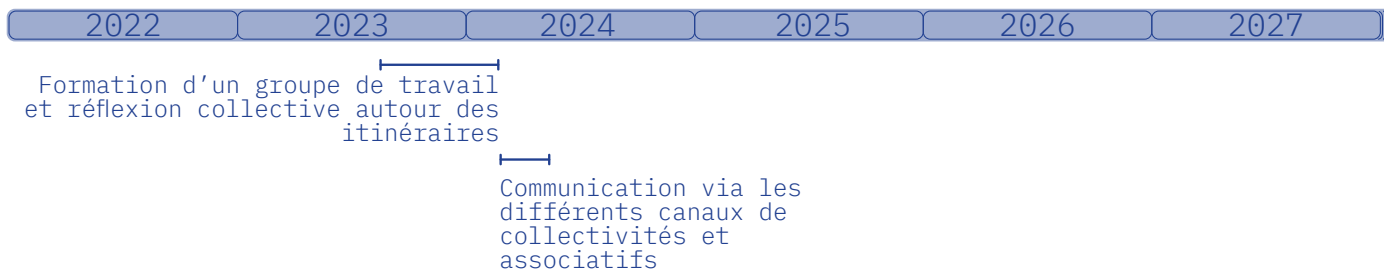 2022 2023 2024 2025 2026 2027
Formation d’un groupe de travail
et réflexion collective autour des
itinéraires
Communication via les
différents canaux de
collectivités et
associatifs